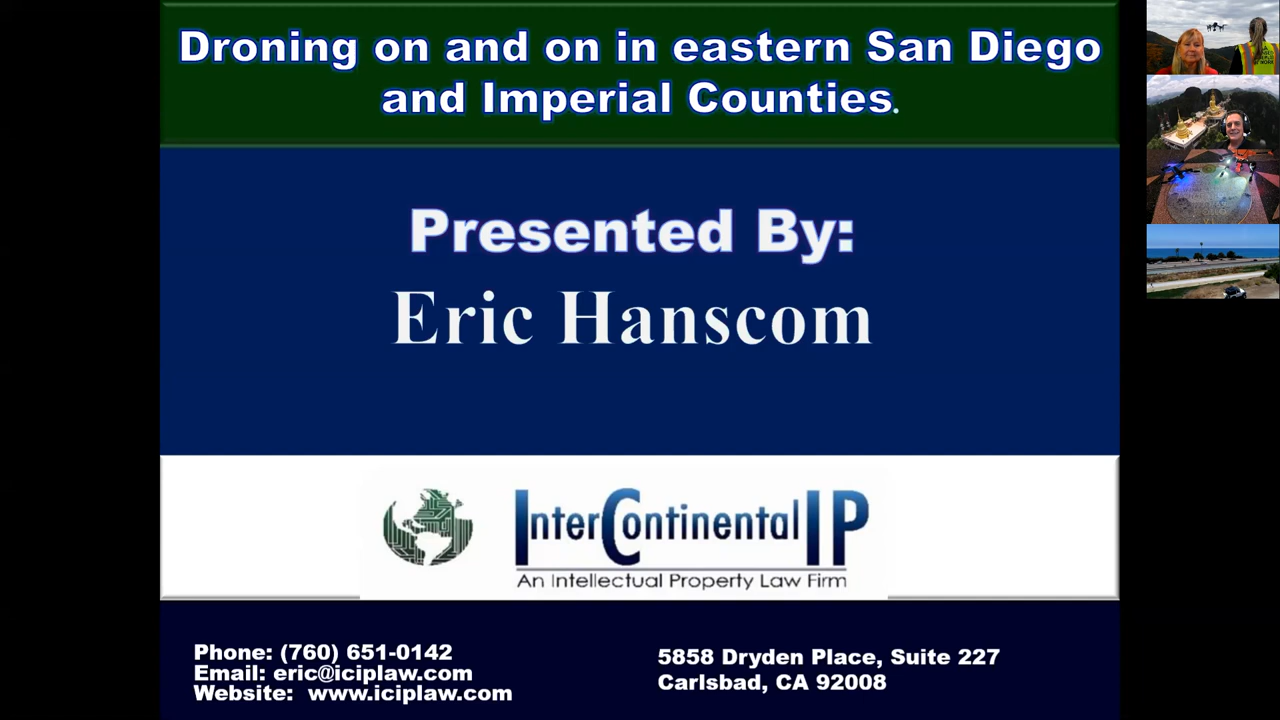 Droning on and on in eastern San Diego
and Imperial Counties.
Presented By:
Eric Hanscom
InterContinental IP
An Intellectual Property Law Firm
Phone: (760) 651-0142
Email: eric@iciplaw.com
Website: www.iciplaw.com
5858 Dryden Place, Suite 227
Carlsbad, CA 92008